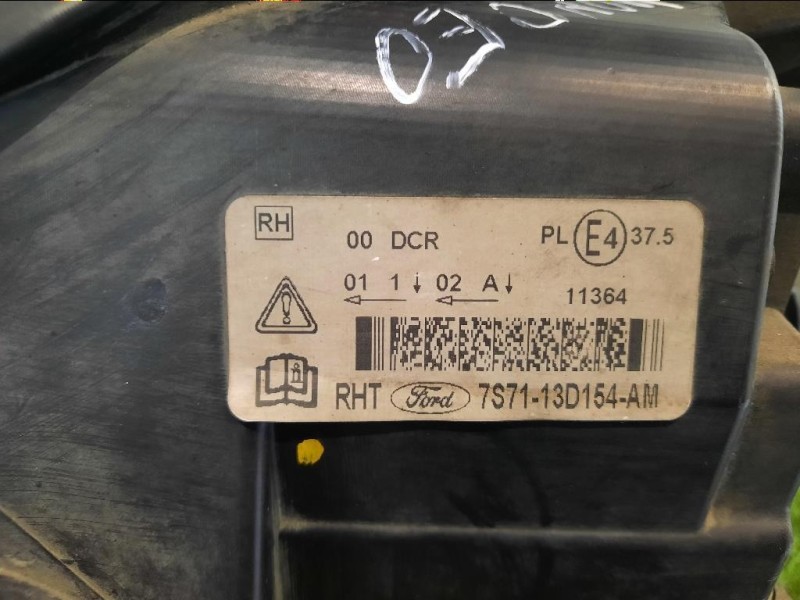 RH
00 DCR
PL E4 37.5
01 1 02 A
11364
RHT Ford 7S71-13D154-AM